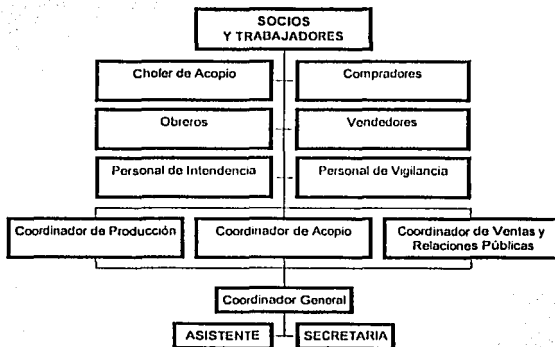 SOCIOS
Y TRABAJADORES
Chofer de Acopio
Compradores
Obreros
Vendedores
Personal de Intendencia
Personal de Vigilancia
Coordinador de Producción
Coordinador de Acopio
Coordinador de Ventas y
Relaciones Públicas
Coordinador General
ASISTENTE
SECRETARIA